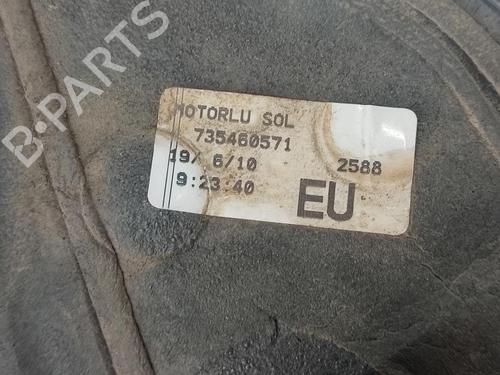 B-PARTS
MOTORLU SOL
735460571
19/ 6/10 2588
9:23:40 EU